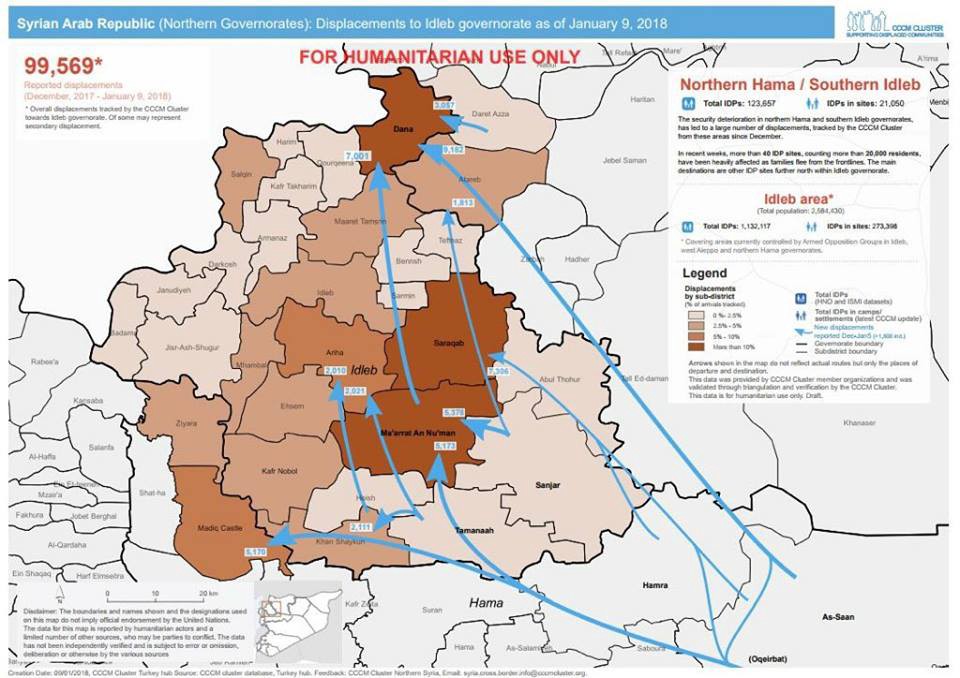 Syrian Arab Republic (Northern Governorates): Displacements to Idleb governorate as of January 9, 2018
CCCM CLUSTER
SUPPORTING DISPLACED COMMUNITIES
FOR HUMANITARIAN USE ONLY
99,569*
Reported displacements
(December, 2017 - January 9, 2018)
* Overall displacements tracked by the CCCM Cluster
towards Idleb governorate. Of some may represent
secondary displacement.
Northern Hama / Southern Idleb
Total IDPs: 123,657
IDPs in sites: 21,050
The security deterioration in northern Hama and southern Idleb governorates,
has led to a large number of displacements, tracked by the CCCM Cluster
from these areas since December.
In recent weeks, more than 40 IDP sites, counting more than 20,000 residents,
have been heavily affected as families flee from the frontlines. The main
destinations are other IDP sites further north within Idleb governorate.
Idleb area*
(Total population: 2,584,430)
Total IDPs: 1,132,117
IDPs in sites: 273,398
* Covering areas currently controlled by Armed Opposition Groups in Idleb,
west Aleppo and northern Hama governorates.
Legend
Displacements
by sub-district
(% of arrivals tracked)
0 %- 2.5%
2.5% - 5%
5% - 10%
More than 10%
Total IDPs
(HNO and ISMI datasets)
Total IDPs in camps/
settlements (latest CCCM update)
New displacements
Governorate boundary
Subdistrict boundary
Arrows shown in the map do not reflect actual routes but only the places of
departure and destination.
This data was provided by CCCM Cluster member organizations and was
validated through triangulation and verification by the CCCM Cluster.
This data is for humanitarian use only. Draft.
Mare'
A'rima
Menbij
Haritan
Jebel Saman
3,057
Daret Azza
Dana
9,182
7,001
Harim
Qourqeena
Salqin
Kafr Takharim
Atareb
1,813
Maaret Tamsrin
Armanaz
Teftnaz
Zarbah
Hadher
Bennsh
Darkosh
Janudiyeh
Idleb
Sarmin
Badama
Jisr-Ash-Shugur
Ariha
Saraqab
Rabee'a
Mhambal
2,010
Idleb
7,306
Abul Thohur
Tall Ed-daman
2,021
Kansaba
Ehsem
5,378
Ziyara
Ma'arrat An Nu'man
Khanaser
Salanfa
5,173
Al-Haffa
Kafr Nobol
Sanjar
Ein Et-teeneh
Shat-ha
Mzair'a
Heish
Fakhura
Jobet Berghal
Madiq Castle
2,111
Tamanaah
Al-Qardaha
Khan Shaykun
5,170
Ein Shaqaq
Harf Elmseitra
Hamra
0
10
20 km
N
Kafr Zeita
Suran
Hama
As-Saan
Hama
As-Salamiyeh
Saboura
(Oqeirbat)
Disclaimer: The boundaries and names shown and the designations used
on this map do not imply official endorsement by the United Nations.
The data for this map is reported by humanitarian actors and a
limited number of other sources, who may be parties to conflict. The data
has not been independently verified and is subject to error or omission,
deliberation or otherwise by the various sources
Creation Date: 09/01/2018, CCCM Cluster Turkey hub Source: CCCM cluster database, Turkey hub. Feedback: CCCM Cluster Northern Syria, Email: syria.cross.border.info@cccmcluster.org.